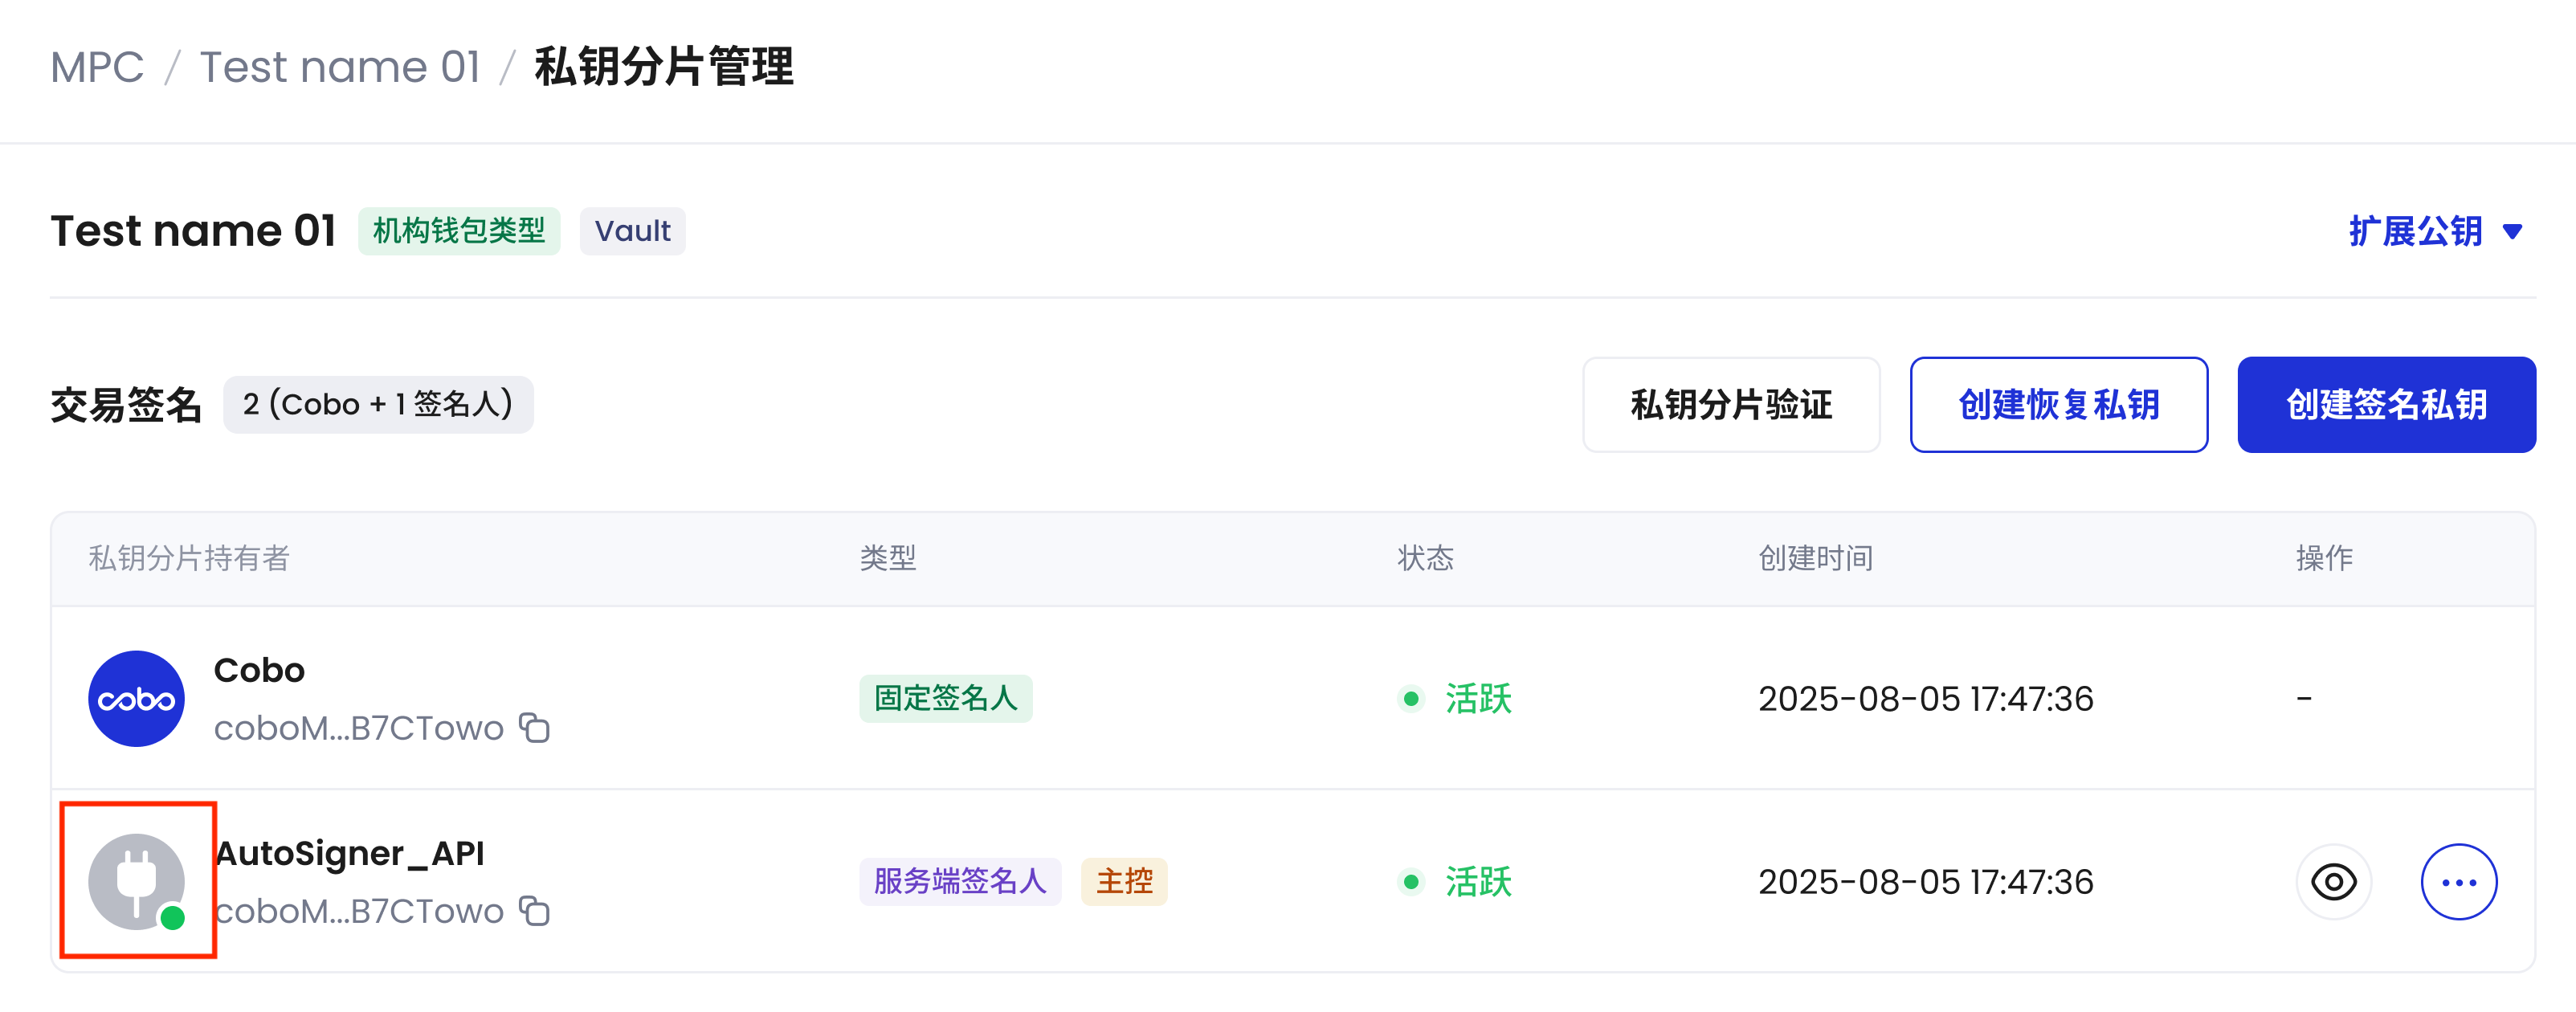 MPC / Test name 01 / 私钥分片管理
Test name 01 机构钱包类型 Vault 扩展公钥
交易签名 2 (Cobo + 1 签名人) 私钥分片验证 创建恢复私钥 创建签名私钥
私钥分片持有者 类型 状态 创建时间 操作
cobo Cobo
coboM...B7CTowo 固定签名人 活跃 2025-08-05 17:47:36 -
AutoSigner_API
coboM...B7CTowo 服务端签名人 主控 活跃 2025-08-05 17:47:36